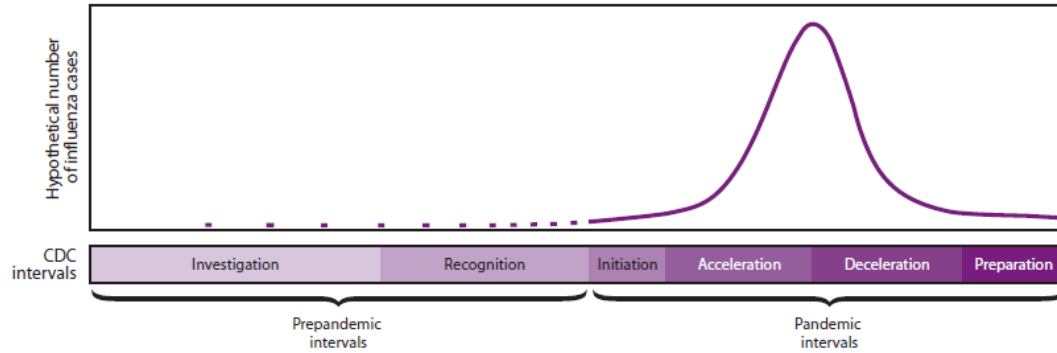 Hypothetical number
of influenza cases
CDC
intervals
Investigation
Recognition
Initiation
Acceleration
Deceleration
Preparation
Prepandemic
intervals
Pandemic
intervals